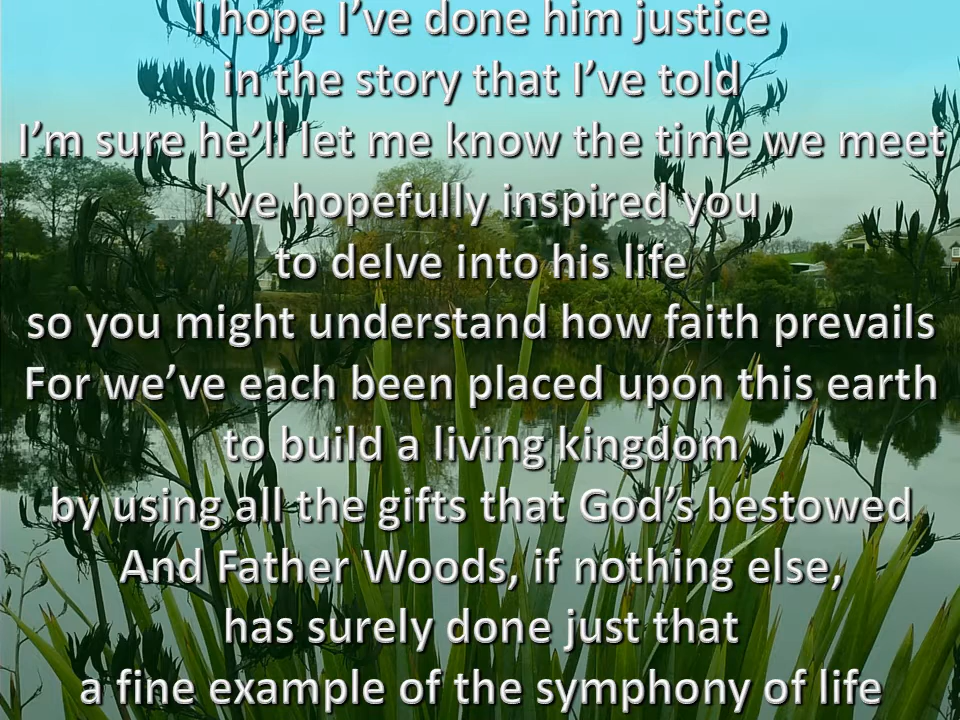 I hope I’ve done him justice
in the story that I’ve told
I’m sure he’ll let me know the time we meet
I’ve hopefully inspired you
to delve into his life
so you might understand how faith prevails
For we’ve each been placed upon this earth
to build a living kingdom
by using all the gifts that God’s bestowed
And Father Woods, if nothing else,
has surely done just that
a fine example of the symphony of life